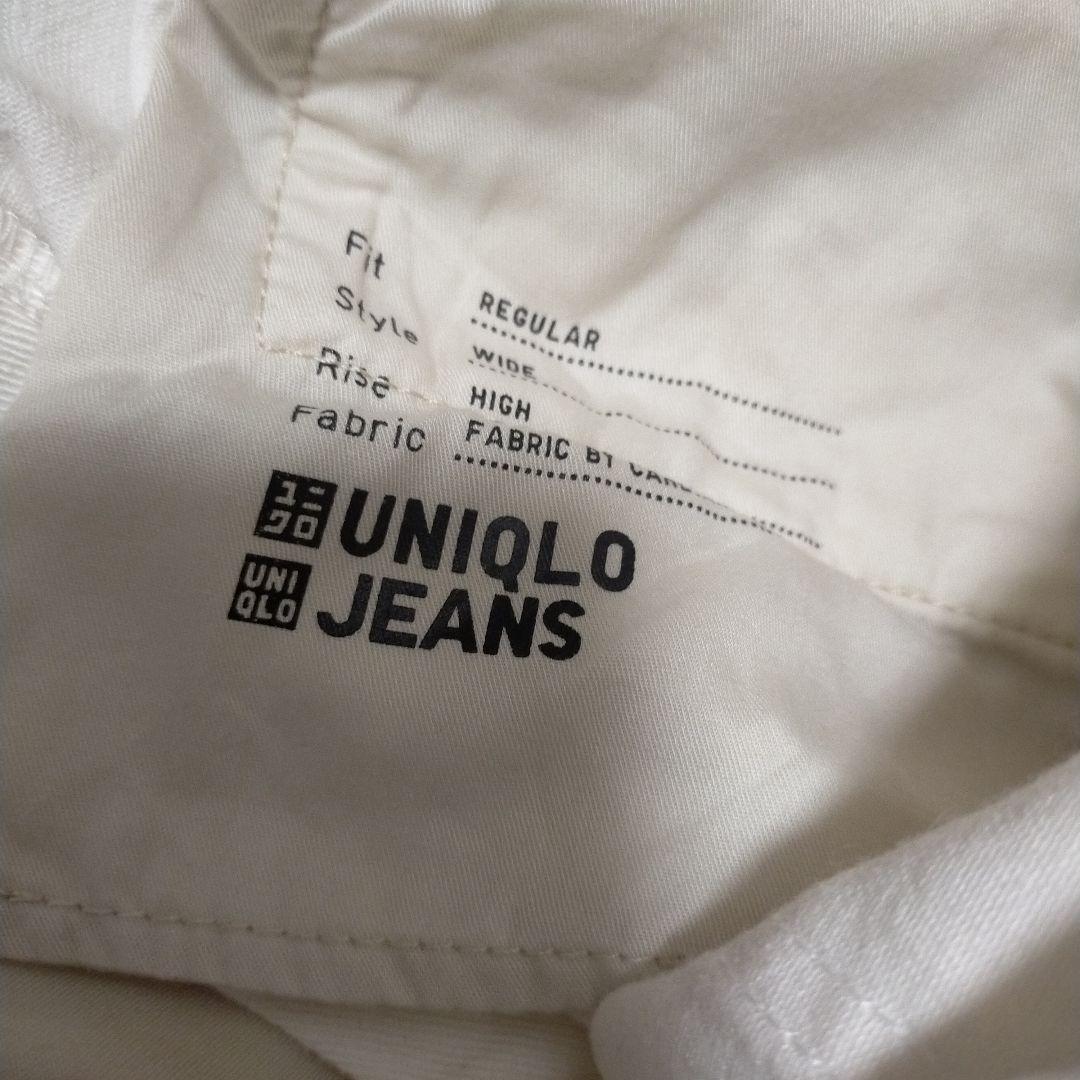 Fit REGULAR
Style WIDE
Rise HIGH
Fabric FABRIC BY
ユニ
クロ
UNIQLO
UNI
QLO
JEANS